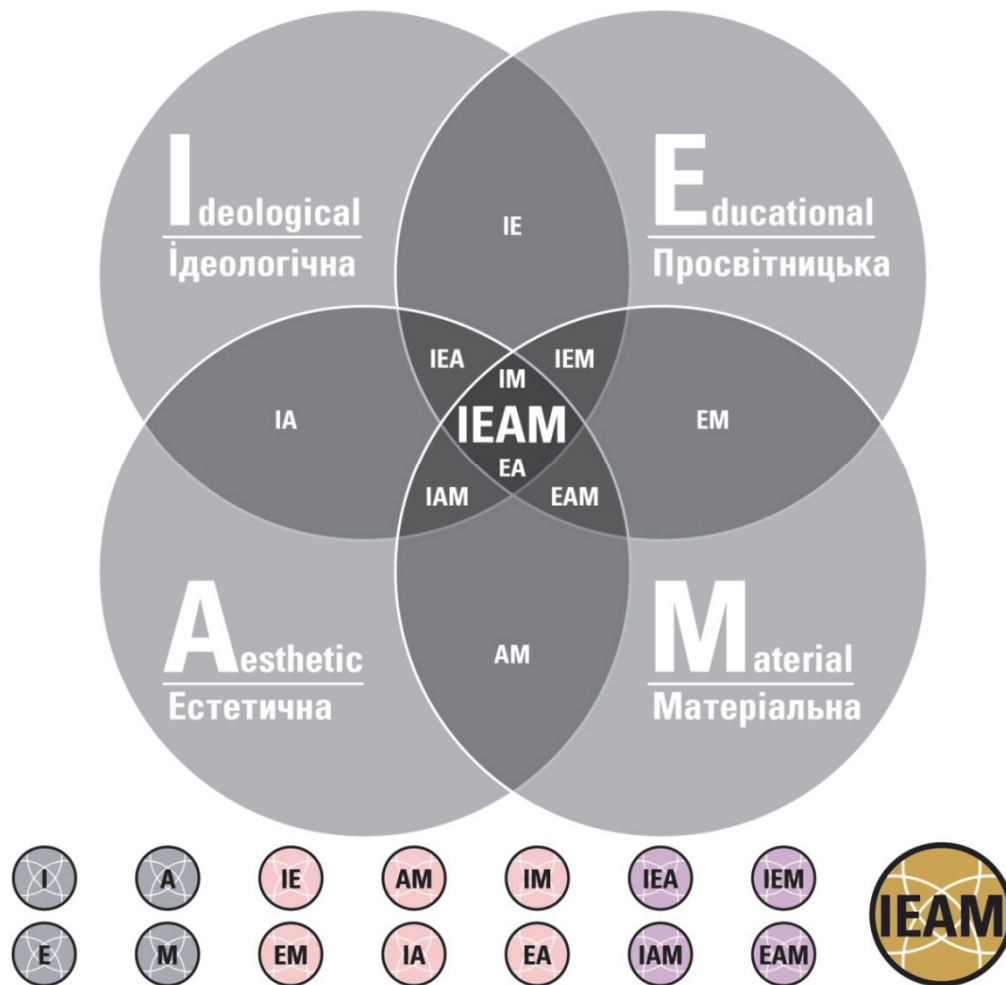 Ideological
Ідеологічна
Educational
Просвітницька
IE
IEA
IEM
IM
IA
IEAM
EM
EA
IAM
EAM
Aesthetic
Естетична
AM
Material
Матеріальна
I
A
IE
AM
IM
IEA
IEM
IEAM
E
M
EM
IA
EA
IAM
EAM